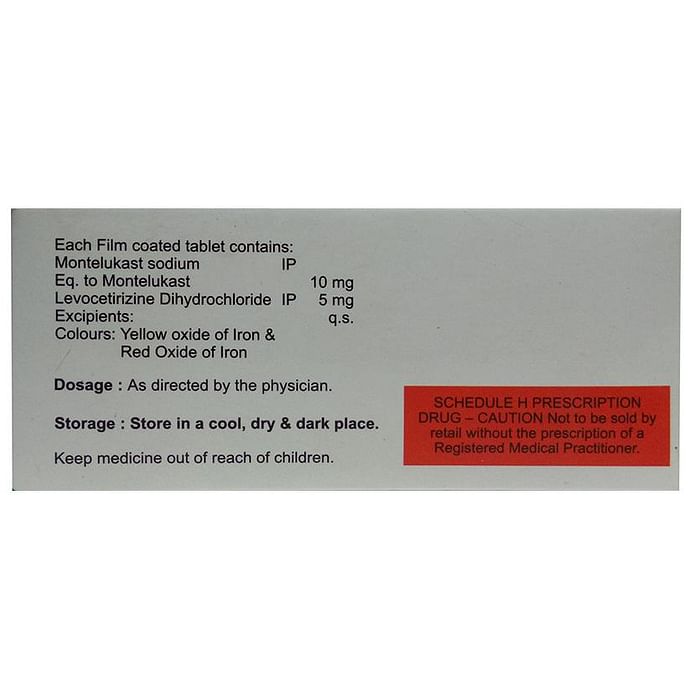 Each Film coated tablet contains:
Montelukast sodium IP
Eq. to Montelukast 10 mg
Levocetirizine Dihydrochloride IP 5 mg
Excipients: q.s.
Colours: Yellow oxide of Iron &
Red Oxide of Iron
Dosage : As directed by the physician.
Storage : Store in a cool, dry & dark place.
Keep medicine out of reach of children.
SCHEDULE H PRESCRIPTION
DRUG – CAUTION Not to be sold by
retail without the prescription of a
Registered Medical Practitioner.